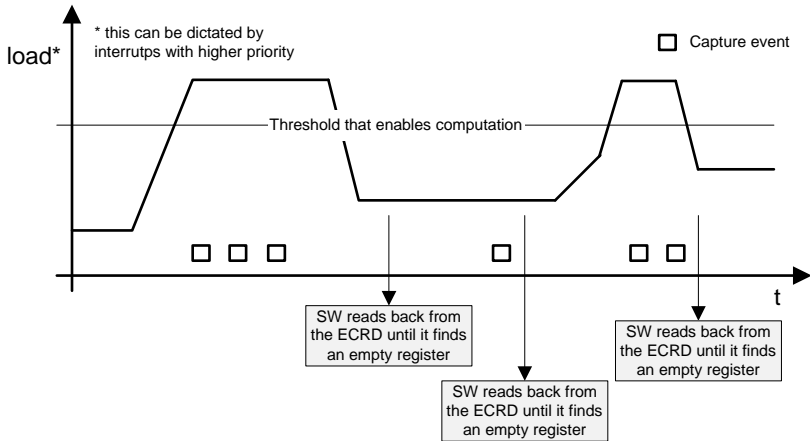 * this can be dictated by
interrutps with higher priority
load*
Capture event
Threshold that enables computation
t
SW reads back from
the ECRD until it finds
an empty register
SW reads back from
the ECRD until it finds
an empty register
SW reads back from
the ECRD until it finds
an empty register